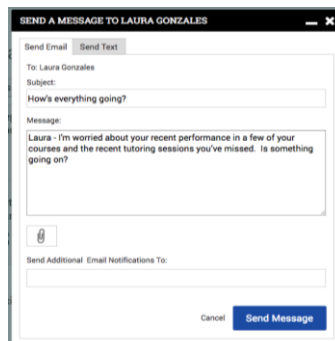 SEND A MESSAGE TO LAURA GONZALES
Send Email
Send Text
To: Laura Gonzales
Subject:
How's everything going?
Message:
Laura - I'm worried about your recent performance in a few of your
courses and the recent tutoring sessions you've missed.  Is something
going on?
Send Additional  Email Notifications To:
Cancel
Send Message